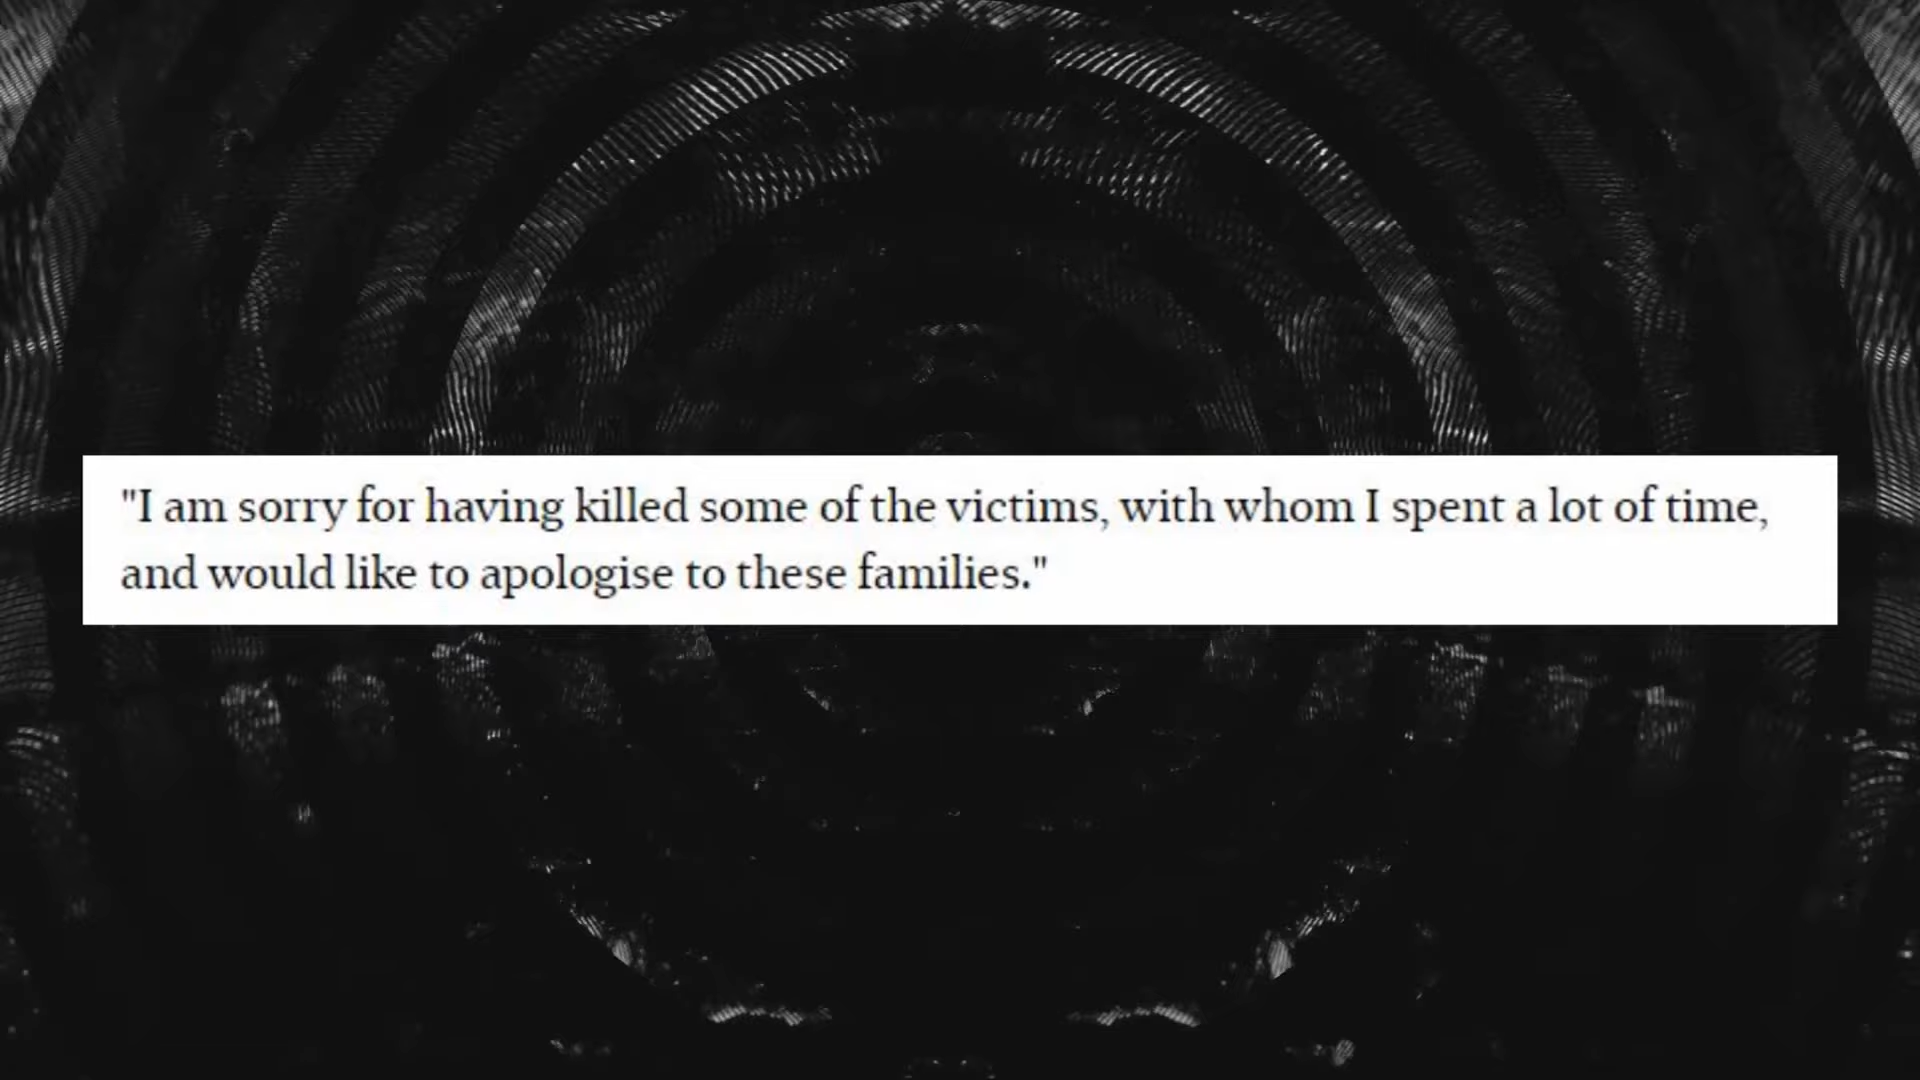 "I am sorry for having killed some of the victims, with whom I spent a lot of time,
and would like to apologise to these families."